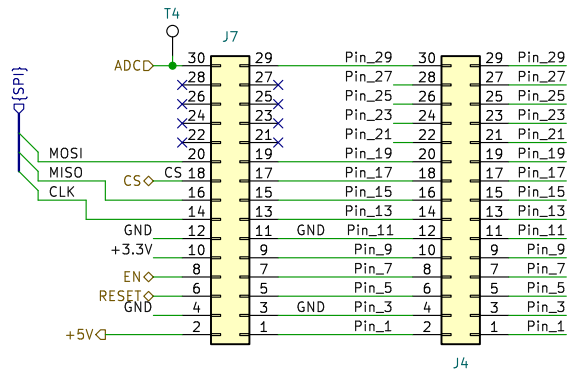 T4
J7
ADC 30 29 Pin_29 30 29 Pin_29
28 27 Pin_27 28 27 Pin_27
{SPI} 26 25 Pin_25 26 25 Pin_25
24 23 Pin_23 24 23 Pin_23
22 21 Pin_21 22 21 Pin_21
MOSI 20 19 Pin_19 20 19 Pin_19
MISO CS CS 18 17 Pin_17 18 17 Pin_17
CLK 16 15 Pin_15 16 15 Pin_15
14 13 Pin_13 14 13 Pin_13
GND 12 11 GND Pin_11 12 11 Pin_11
+3.3V 10 9 Pin_9 10 9 Pin_9
EN 8 7 Pin_7 8 7 Pin_7
RESET 6 5 Pin_5 6 5 Pin_5
GND 4 3 GND Pin_3 4 3 Pin_3
+5V 2 1 Pin_1 2 1 Pin_1
J4